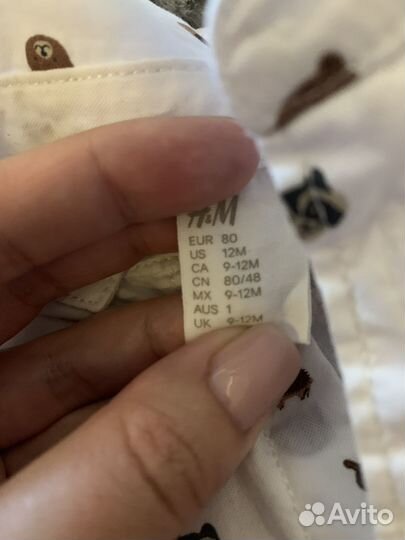 H&M
EUR 80
US 12M
CA 9-12M
CN 80/48
MX 9-12M
AUS 1
UK 9-12M
Avito